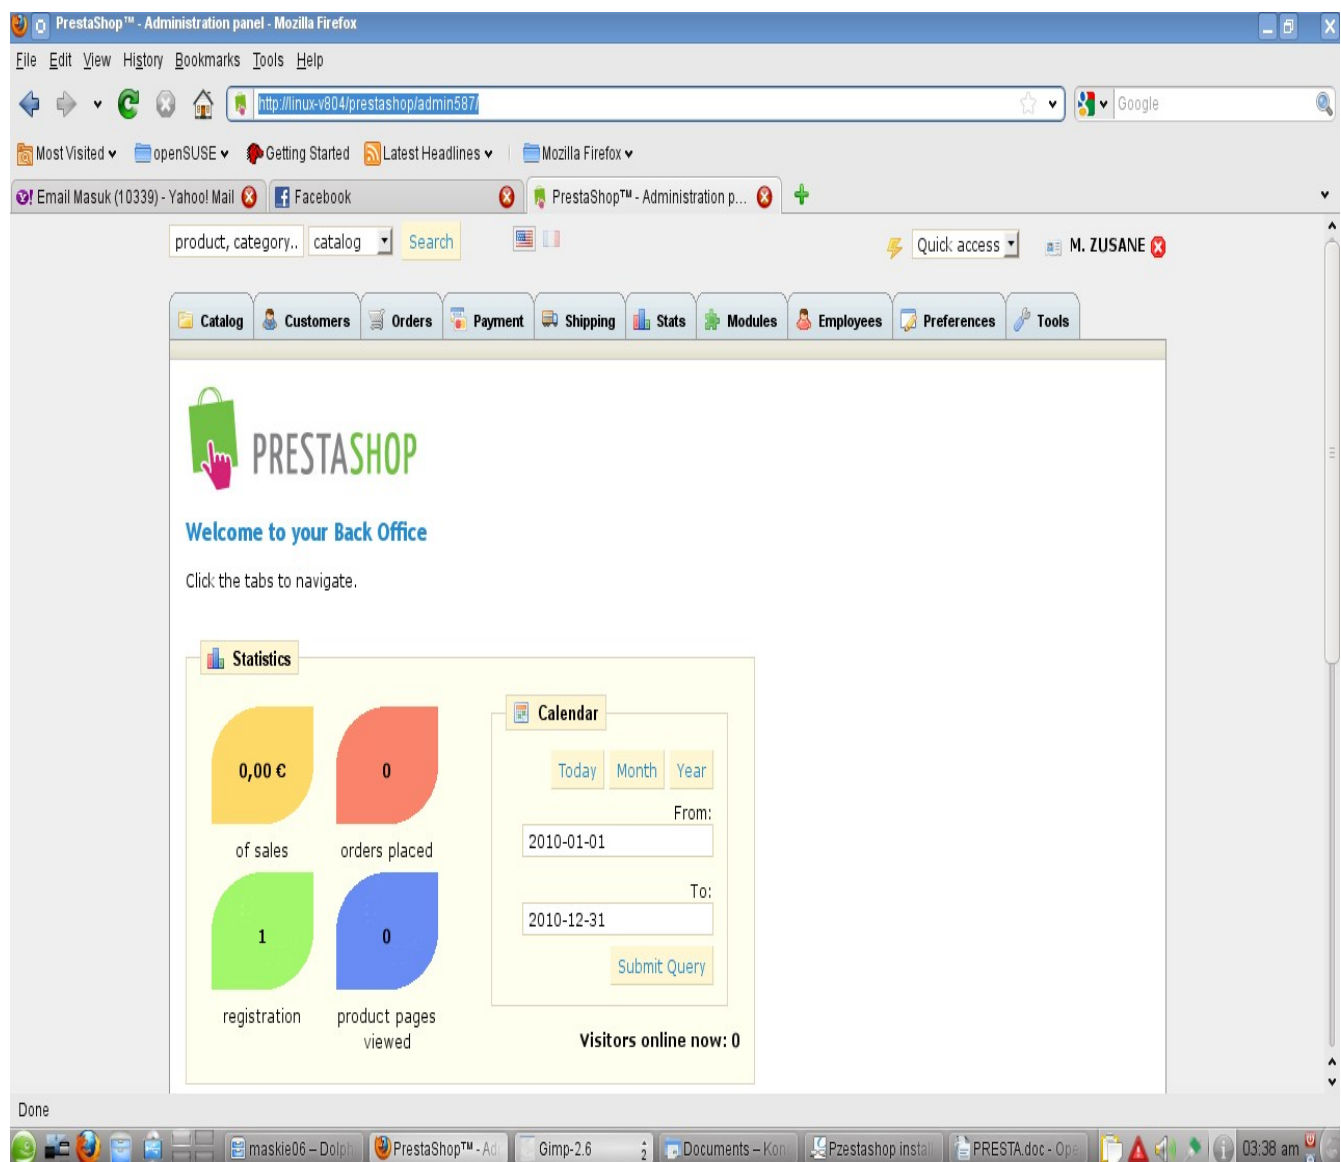 PrestaShop™ - Administration panel - Mozilla Firefox
File Edit View History Bookmarks Tools Help
http://linux-v804/prestashop/admin587/
Google
Most Visited openSUSE Getting Started Latest Headlines Mozilla Firefox
Email Masuk (10339) - Yahoo! Mail Facebook PrestaShop™ - Administration p...
product, category.. catalog Search Quick access M. ZUSANE
Catalog Customers Orders Payment Shipping Stats Modules Employees Preferences Tools
PRESTASHOP
Welcome to your Back Office
Click the tabs to navigate.
Statistics
0,00 €
of sales
0
orders placed
1
registration
0
product pages
viewed
Calendar
Today Month Year
From:
2010-01-01
To:
2010-12-31
Submit Query
Visitors online now: 0
Done
maskie06 – Dolph PrestaShop™ - Ad Gimp-2.6 2 Documents – Kon Pzestashop instal PRESTA.doc - Ope 03:38 am